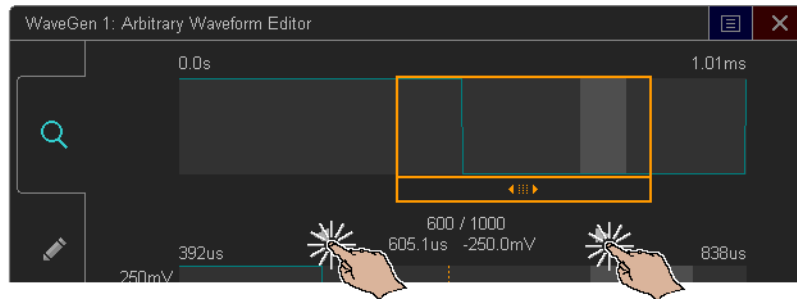 WaveGen 1: Arbitrary Waveform Editor
0.0s 1.01ms
600 / 1000
392us 605.1us -250.0mV 838us
250mV